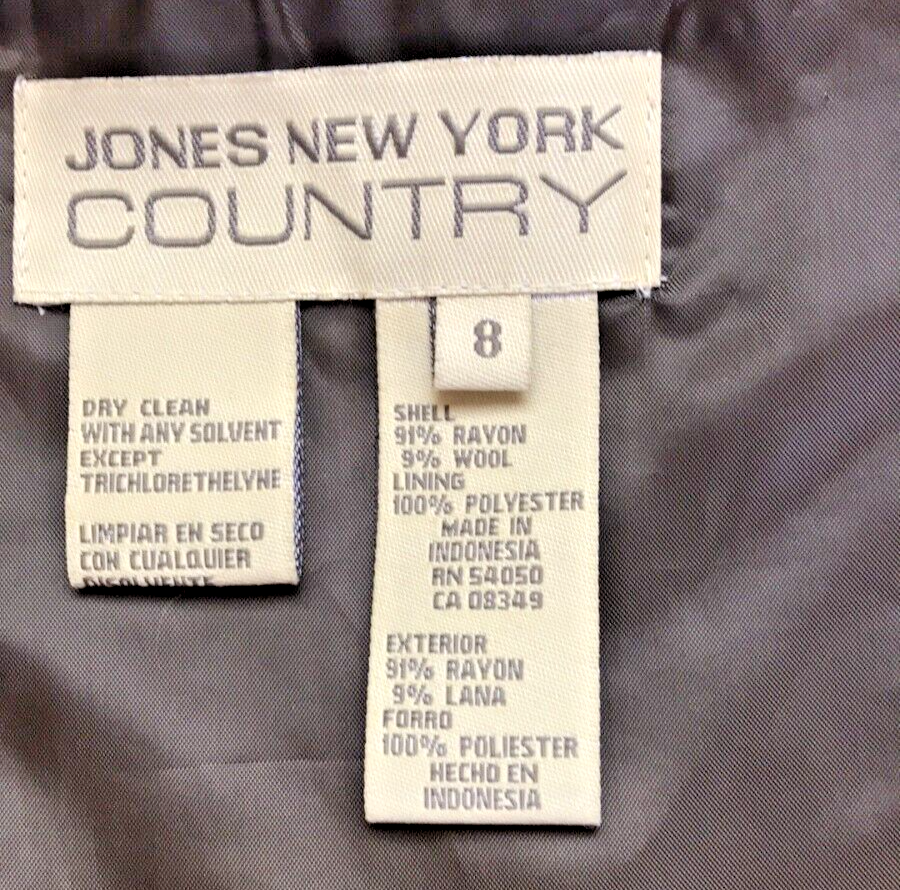 JONES NEW YORK
COUNTRY
8
DRY CLEAN
WITH ANY SOLVENT
EXCEPT
TRICHLORETHELYNE
LIMPIAR EN SECO
CON CUALQUIER
DISOLVENTE
SHELL
91% RAYON
9% WOOL
LINING
100% POLYESTER
MADE IN
INDONESIA
RN 54050
CA 08349
EXTERIOR
91% RAYON
9% LANA
FORRO
100% POLIESTER
HECHO EN
INDONESIA